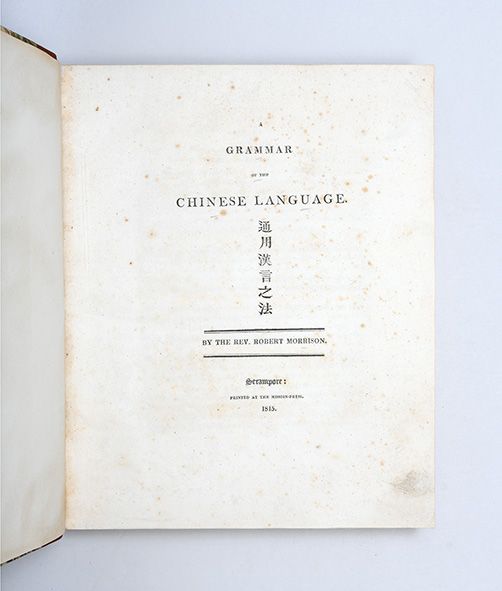 A
GRAMMAR
OF THE
CHINESE LANGUAGE.
通用漢言之法
BY THE REV. ROBERT MORRISON.
Serampore:
PRINTED AT THE MISSION-PRESS.
1815.